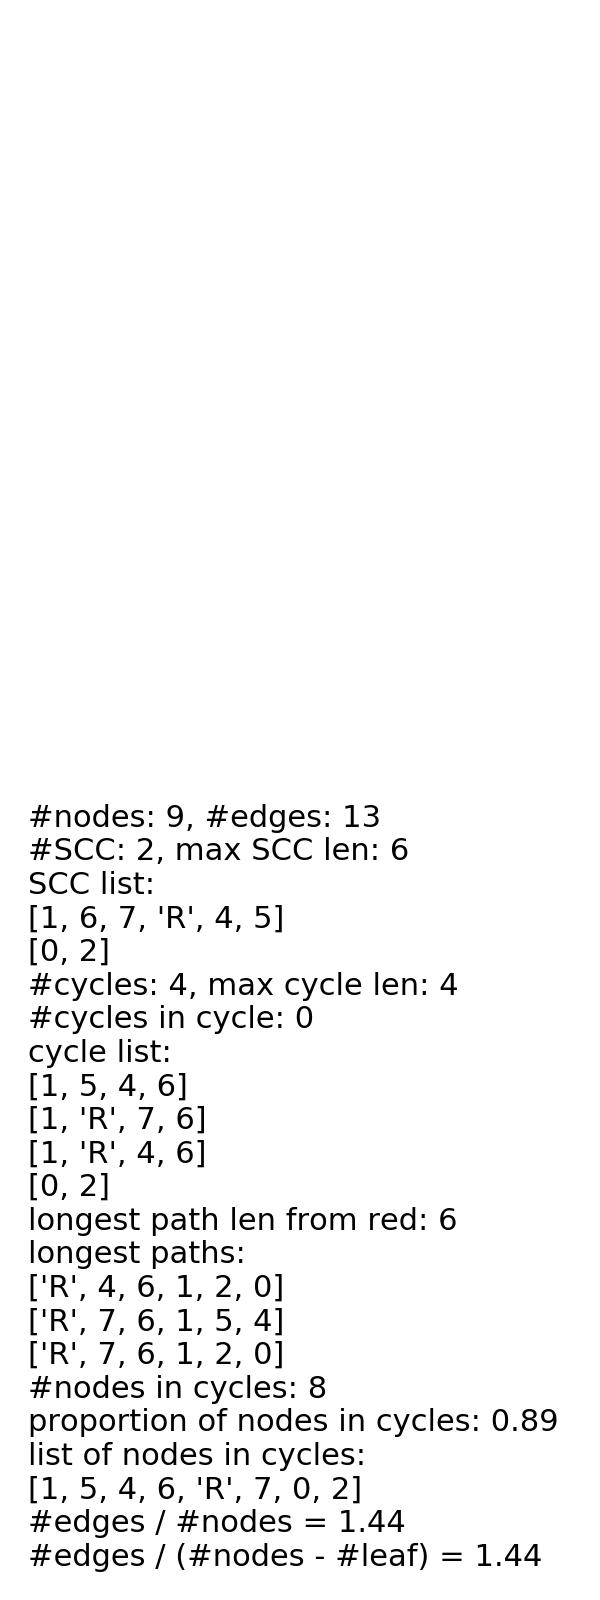 #nodes: 9, #edges: 13
#SCC: 2, max SCC len: 6
SCC list:
[1, 6, 7, 'R', 4, 5]
[0, 2]
#cycles: 4, max cycle len: 4
#cycles in cycle: 0
cycle list:
[1, 5, 4, 6]
[1, 'R', 7, 6]
[1, 'R', 4, 6]
[0, 2]
longest path len from red: 6
longest paths:
['R', 4, 6, 1, 2, 0]
['R', 7, 6, 1, 5, 4]
['R', 7, 6, 1, 2, 0]
#nodes in cycles: 8
proportion of nodes in cycles: 0.89
list of nodes in cycles:
[1, 5, 4, 6, 'R', 7, 0, 2]
#edges / #nodes = 1.44
#edges / (#nodes - #leaf) = 1.44